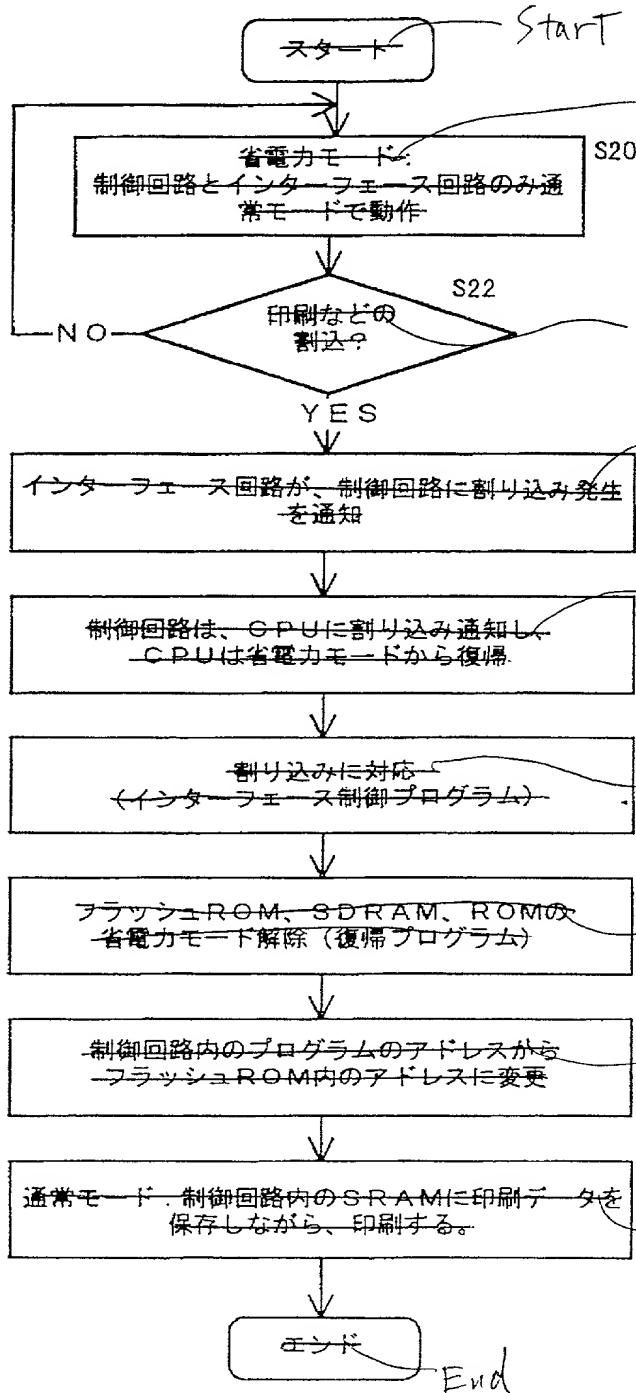 スタート
Start
省電力モード:
制御回路とインターフェース回路のみ通
常モードで動作
S20
S22
印刷などの
割込?
NO
YES
インターフェース回路が、制御回路に割り込み発生
を通知
制御回路は、CPUに割り込み通知し、
CPUは省電力モードから復帰
割り込みに対応
(インターフェース制御プログラム)
フラッシュROM、SDRAM、ROMの
省電力モード解除(復帰プログラム)
制御回路内のプログラムのアドレスから
フラッシュROM内のアドレスに変更
通常モード:制御回路内のSRAMに印刷データを
保存しながら、印刷する。
エンド
End